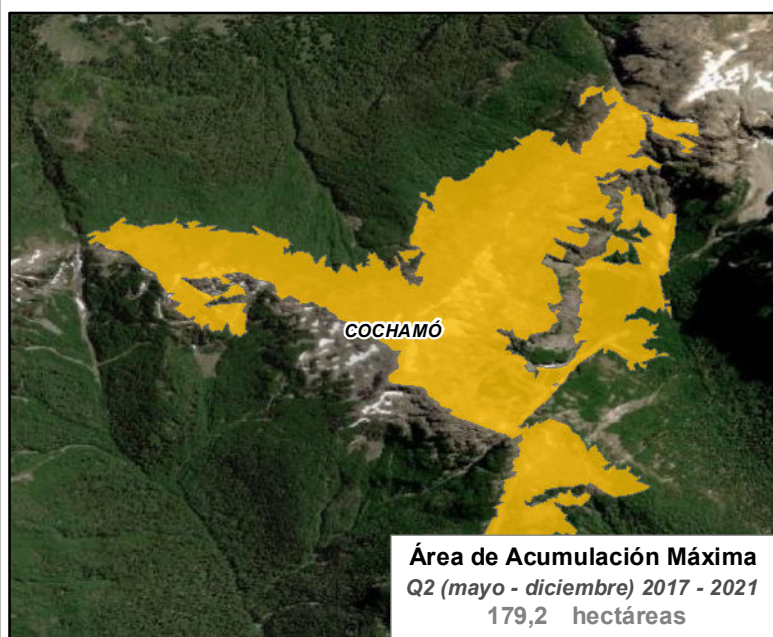 COCHAMÓ
Área de Acumulación Máxima
Q2 (mayo - diciembre) 2017 - 2021
179,2 hectáreas